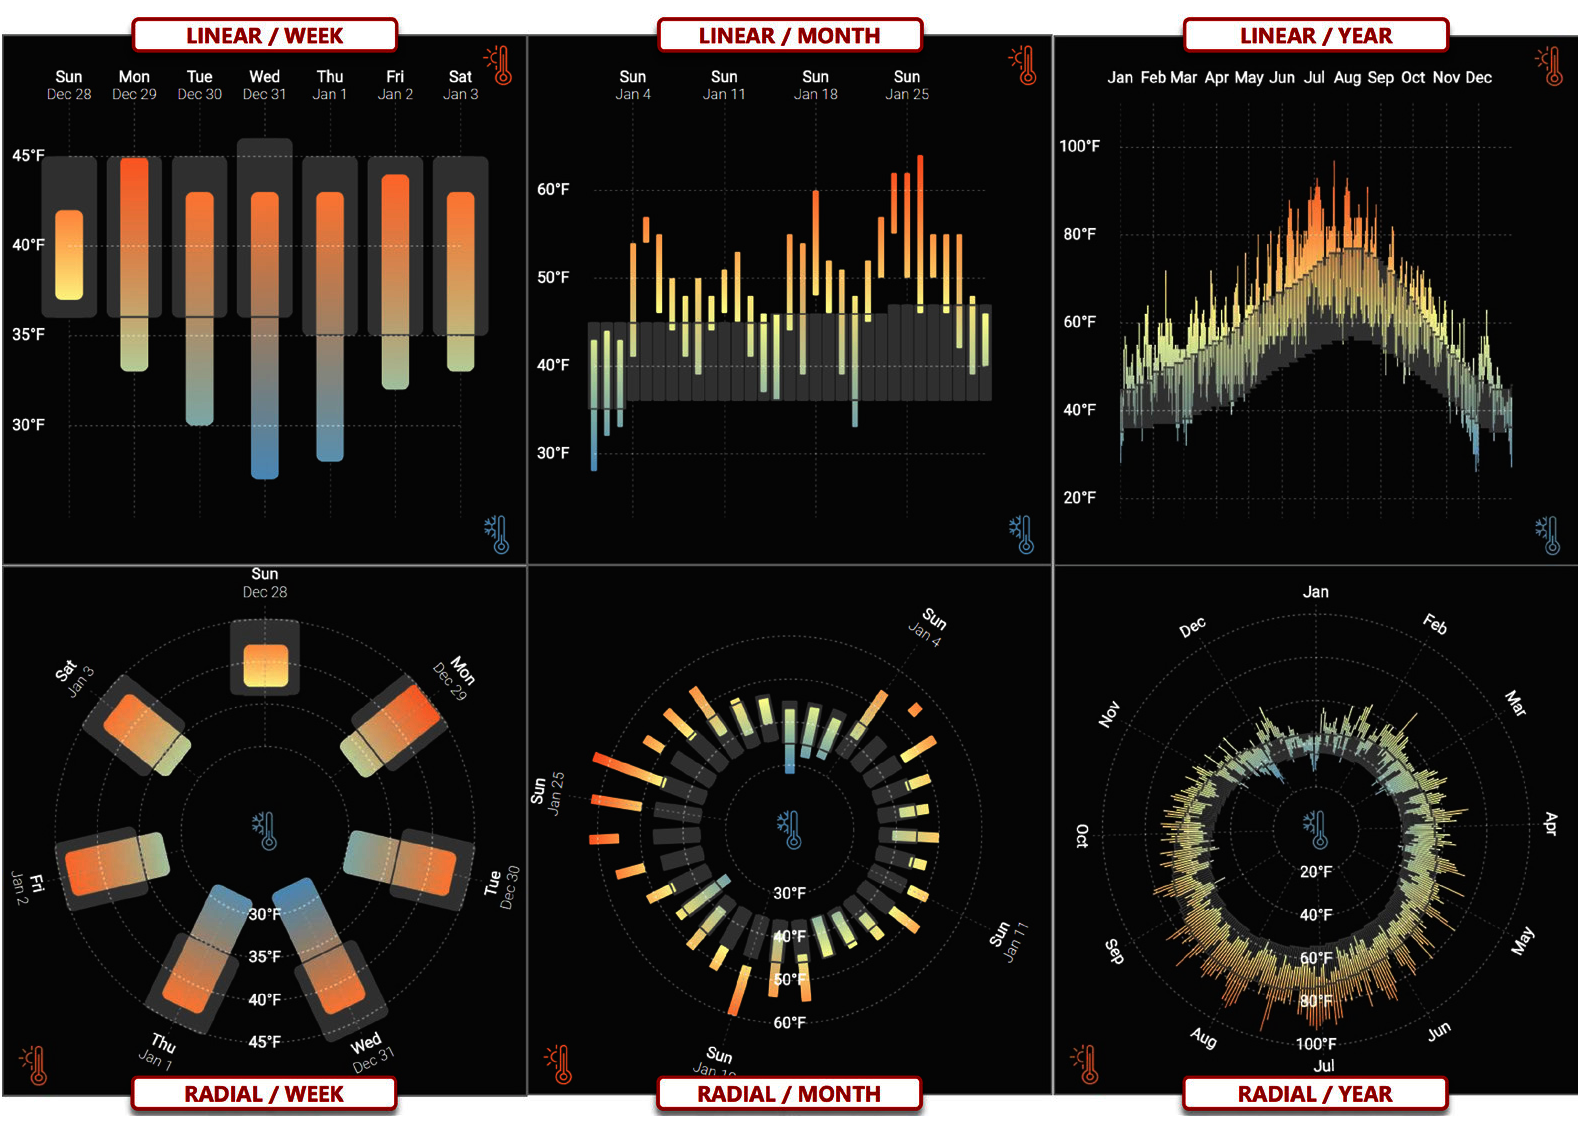 LINEAR / WEEK
LINEAR / MONTH
LINEAR / YEAR
Sun Mon Tue Wed Thu Fri Sat
Dec 28 Dec 29 Dec 30 Dec 31 Jan 1 Jan 2 Jan 3
45°F
40°F
35°F
30°F
Sun Sun Sun Sun
Jan 4 Jan 11 Jan 18 Jan 25
60°F
50°F
40°F
30°F
Jan Feb Mar Apr May Jun Jul Aug Sep Oct Nov Dec
100°F
80°F
60°F
40°F
20°F
Sun
Dec 28
Mon
Dec 29
Tue
Dec 30
Wed
Dec 31
Thu
Jan 1
Fri
Jan 2
Sat
Jan 3
30°F
35°F
40°F
45°F
Sun
Jan 4
Sun
Jan 11
Sun
Sun
Jan 25
30°F
40°F
50°F
60°F
Jan
Feb
Mar
Apr
May
Jun
Jul
Aug
Sep
Oct
Nov
Dec
20°F
40°F
60°F
80°F
100°F
RADIAL / WEEK
RADIAL / MONTH
RADIAL / YEAR